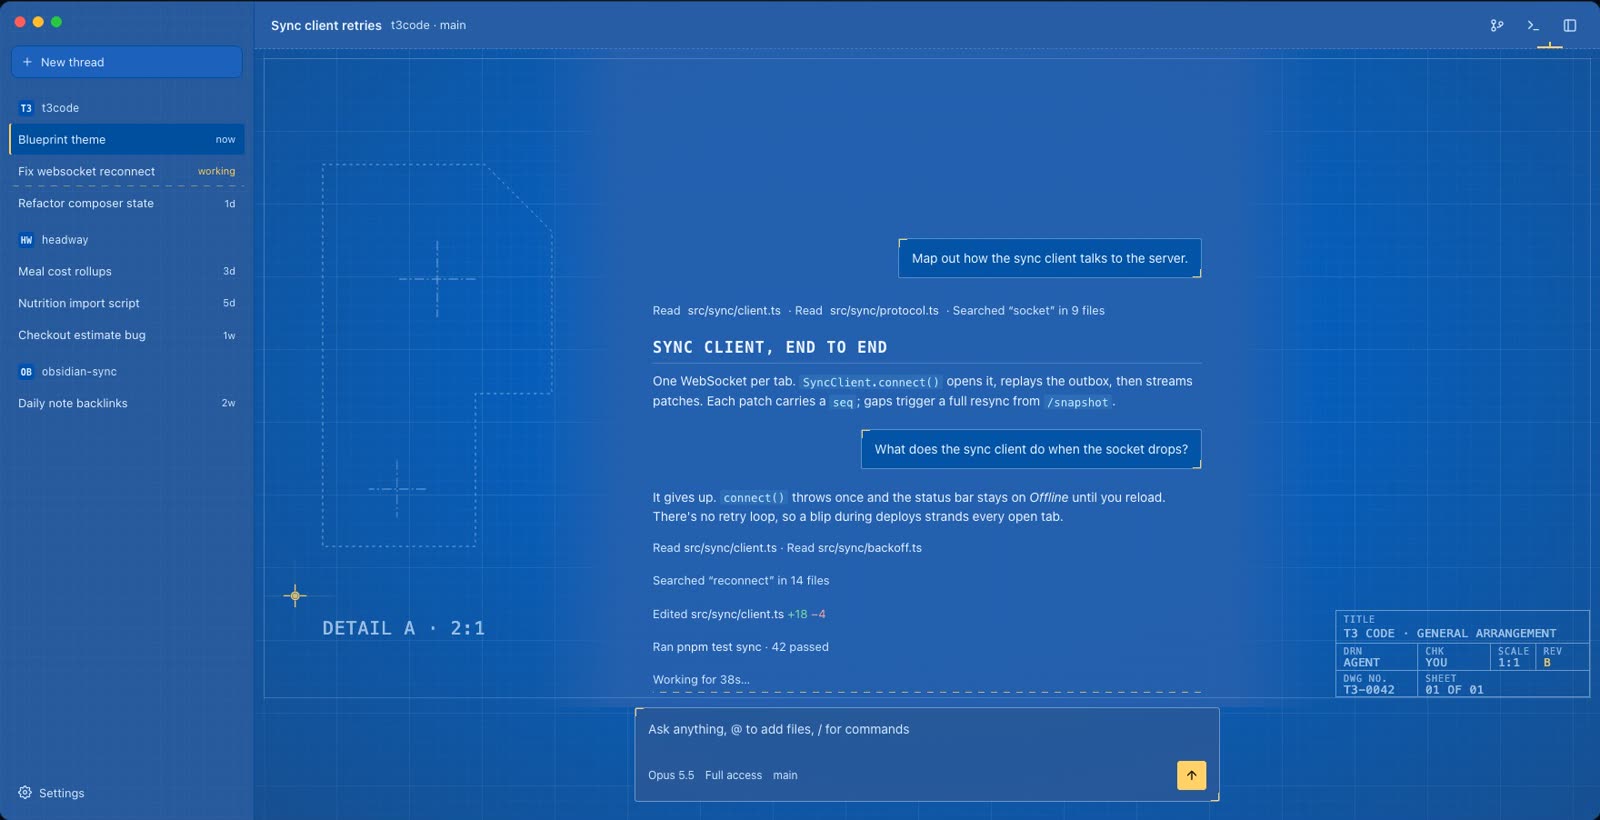 Sync client retries t3code · main
New thread
T3 t3code
Blueprint theme now
Fix websocket reconnect working
Refactor composer state 1d
HW headway
Meal cost rollups 3d
Nutrition import script 5d
Checkout estimate bug 1w
OB obsidian-sync
Daily note backlinks 2w
Settings
DETAIL A · 2:1
Map out how the sync client talks to the server.
Read src/sync/client.ts · Read src/sync/protocol.ts · Searched “socket” in 9 files
SYNC CLIENT, END TO END
One WebSocket per tab. SyncClient.connect() opens it, replays the outbox, then streams
patches. Each patch carries a seq; gaps trigger a full resync from /snapshot.
What does the sync client do when the socket drops?
It gives up. connect() throws once and the status bar stays on Offline until you reload.
There's no retry loop, so a blip during deploys strands every open tab.
Read src/sync/client.ts · Read src/sync/backoff.ts
Searched “reconnect” in 14 files
Edited src/sync/client.ts +18 −4
Ran pnpm test sync · 42 passed
Working for 38s...
Ask anything, @ to add files, / for commands
Opus 5.5 Full access main
TITLE
T3 CODE · GENERAL ARRANGEMENT
DRN CHK SCALE REV
AGENT YOU 1:1 B
DWG NO. SHEET
T3-0042 01 OF 01